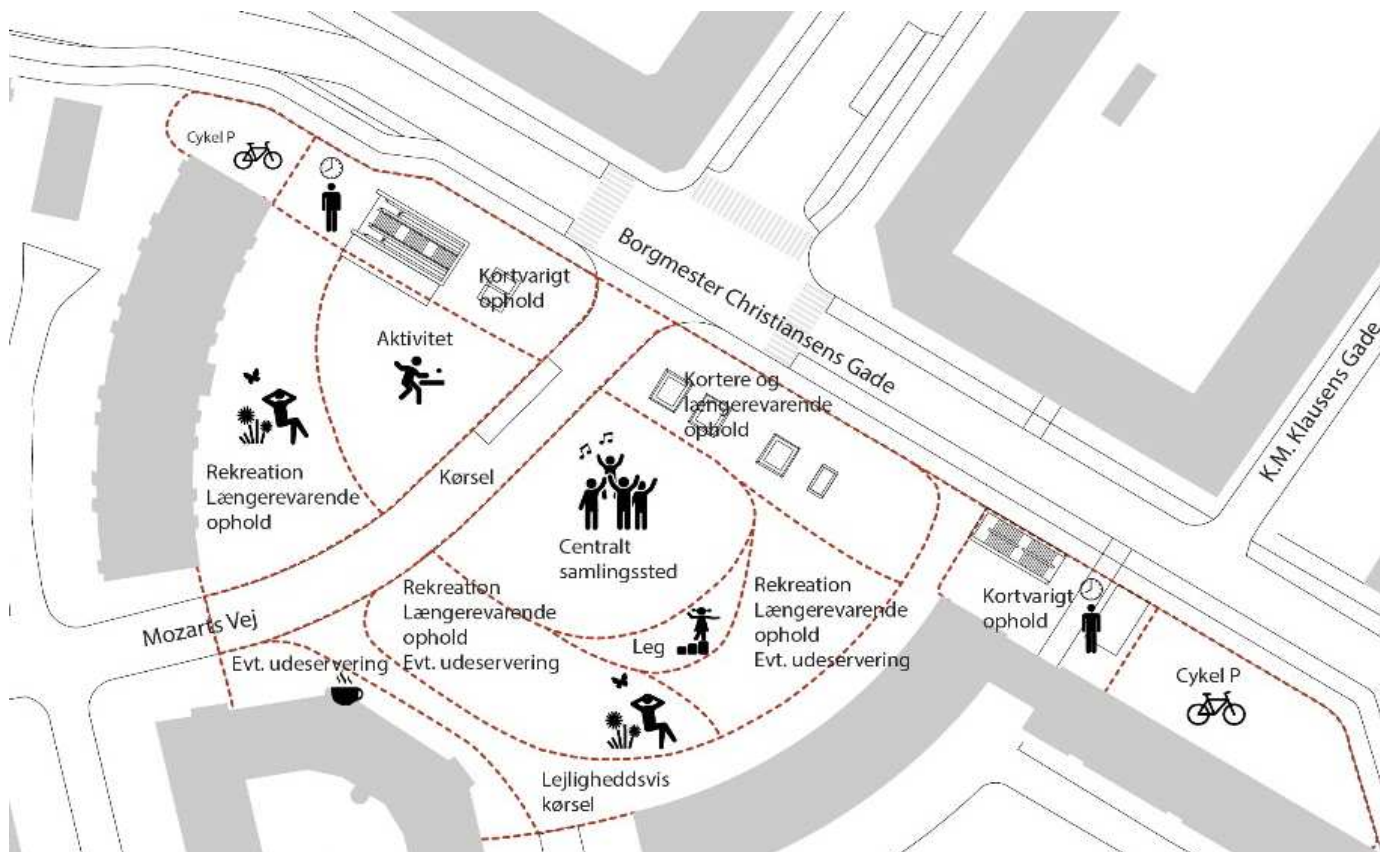 Cykel P
Kortvarigt
ophold
Borgmester Christiansens Gade
K.M. Klausens Gade
Aktivitet
Kortere og
længerevarende
ophold
Rekreation
Længerevarende
ophold
Kørsel
Centralt
samlingssted
Mozarts Vej
Evt. udeservering
Rekreation
Længerevarende
ophold
Evt. udeservering
Leg
Rekreation
Længerevarende
ophold
Evt. udeservering
Kortvarigt
ophold
Cykel P
Lejligheddsvis
kørsel